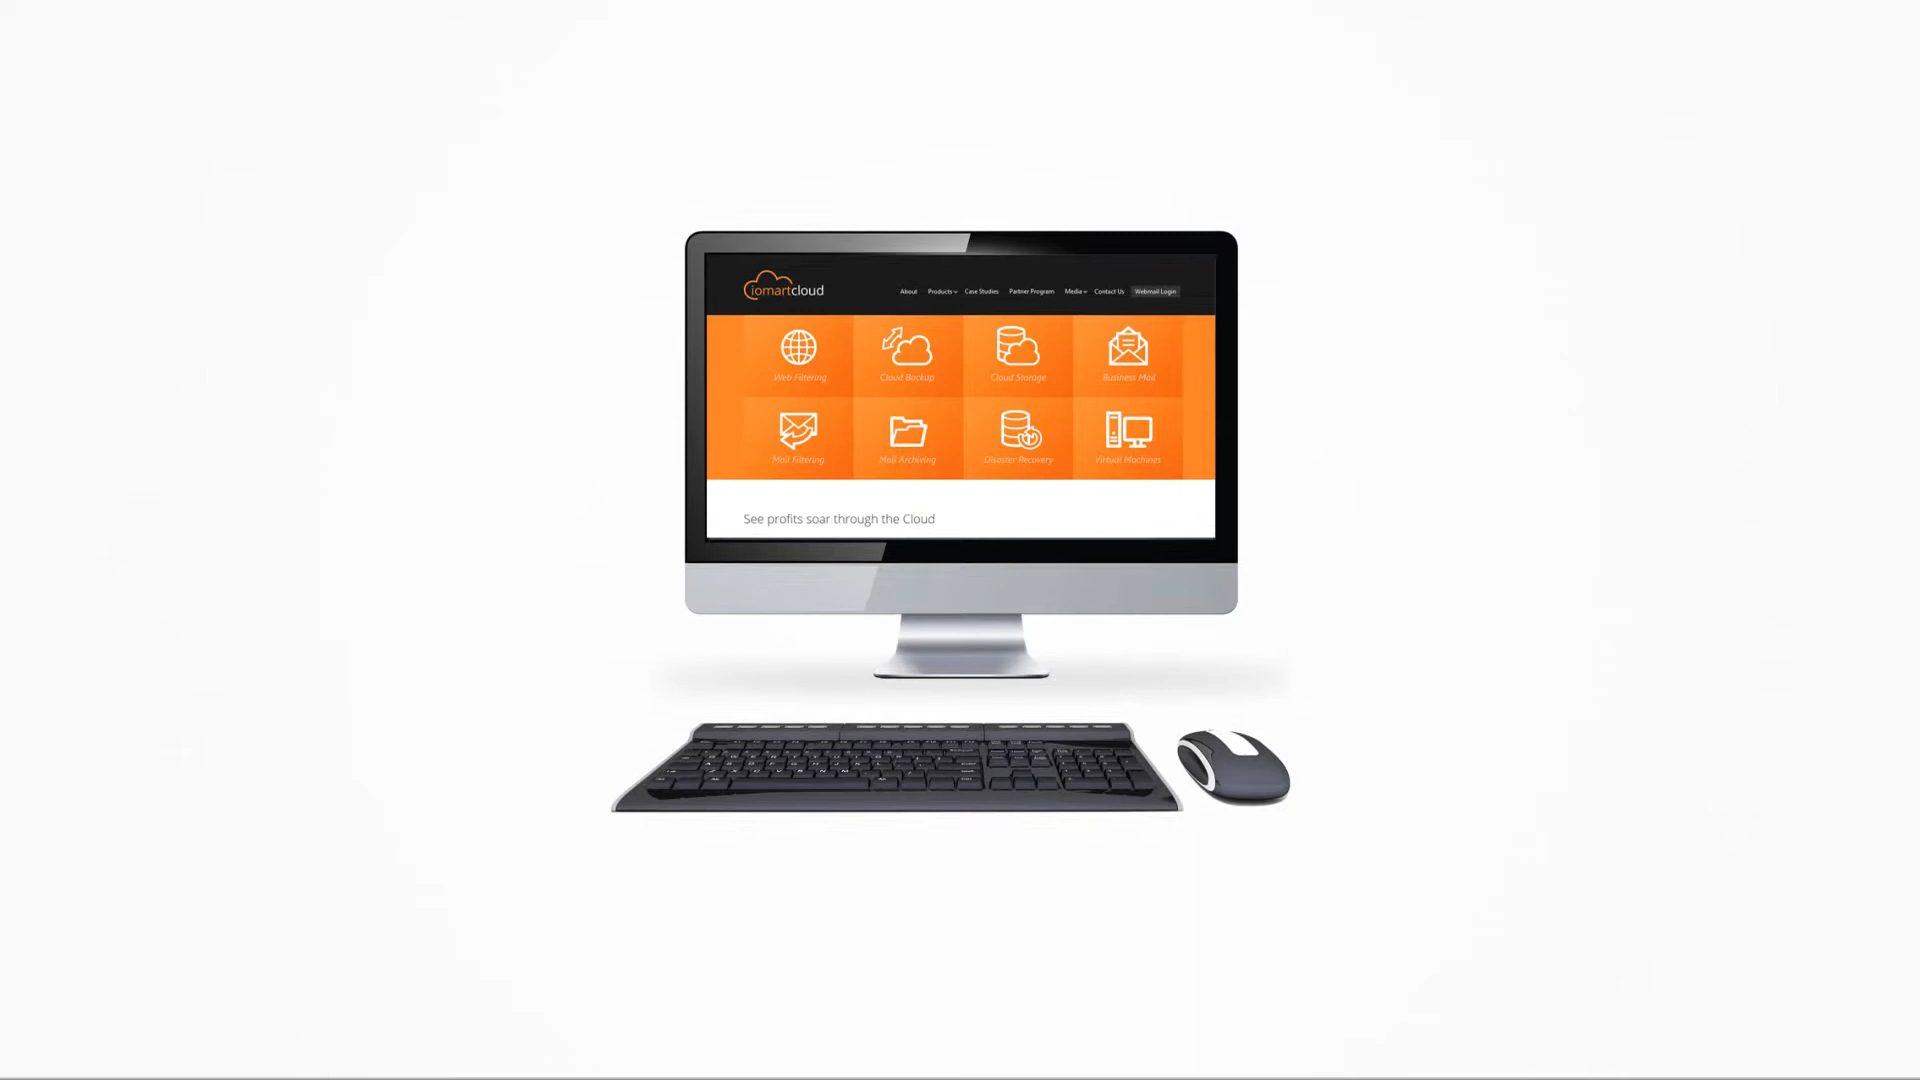 iomartcloud
About Products Case Studies Partner Program Media Contact Us Webmail Login
Web Filtering Cloud Backup Cloud Storage Business Mail
Mail Filtering Mail Archiving Disaster Recovery Virtual Machines
See profits soar through the Cloud